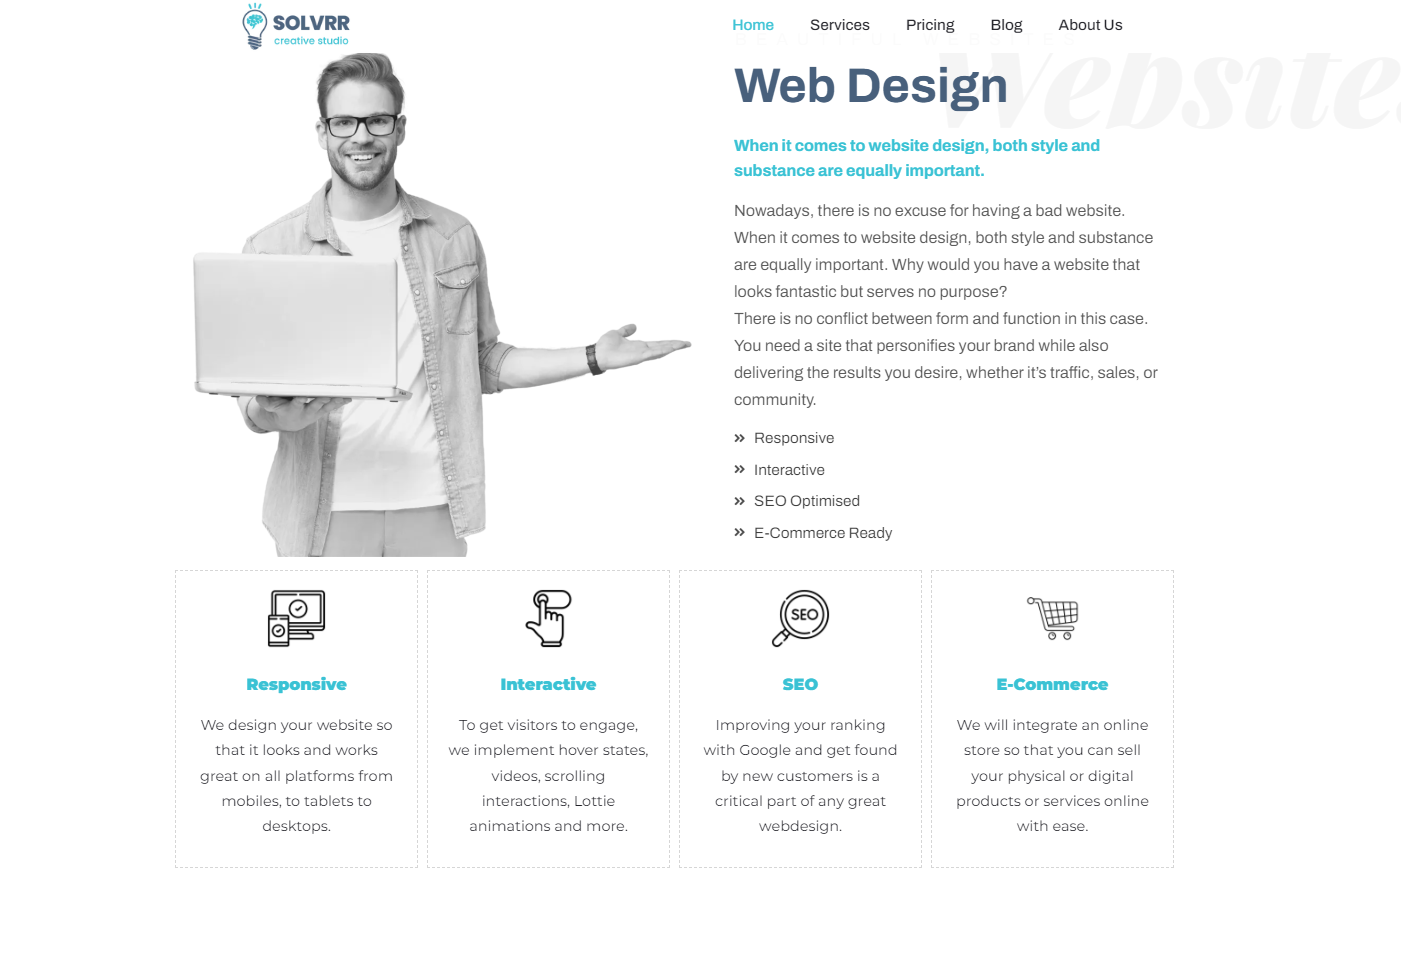 SOLVRR
creative studio
Home Services Pricing Blog About Us
BEAUTIFUL WEBSITES
Websites
Web Design
When it comes to website design, both style and
substance are equally important.
Nowadays, there is no excuse for having a bad website.
When it comes to website design, both style and substance
are equally important. Why would you have a website that
looks fantastic but serves no purpose?
There is no conflict between form and function in this case.
You need a site that personifies your brand while also
delivering the results you desire, whether it’s traffic, sales, or
community.
Responsive
Interactive
SEO Optimised
E-Commerce Ready
Responsive
We design your website so
that it looks and works
great on all platforms from
mobiles, to tablets to
desktops.
Interactive
To get visitors to engage,
we implement hover states,
videos, scrolling
interactions, Lottie
animations and more.
SEO
SEO
Improving your ranking
with Google and get found
by new customers is a
critical part of any great
webdesign.
E-Commerce
We will integrate an online
store so that you can sell
your physical or digital
products or services online
with ease.